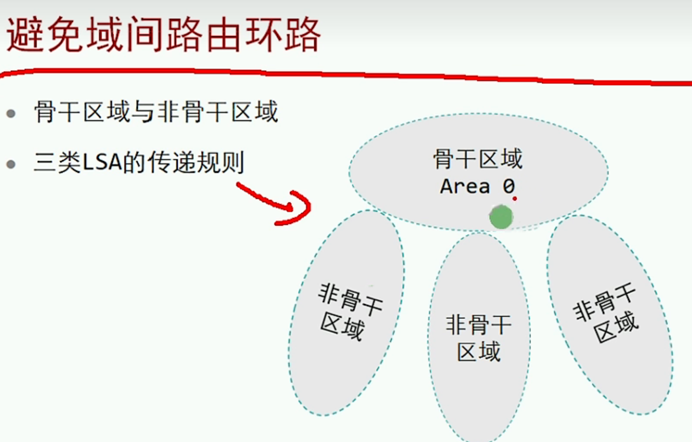 避免域间路由环路
骨干区域与非骨干区域
三类LSA的传递规则
骨干区域
Area 0
非骨干
区域
非骨干
区域
非骨干
区域